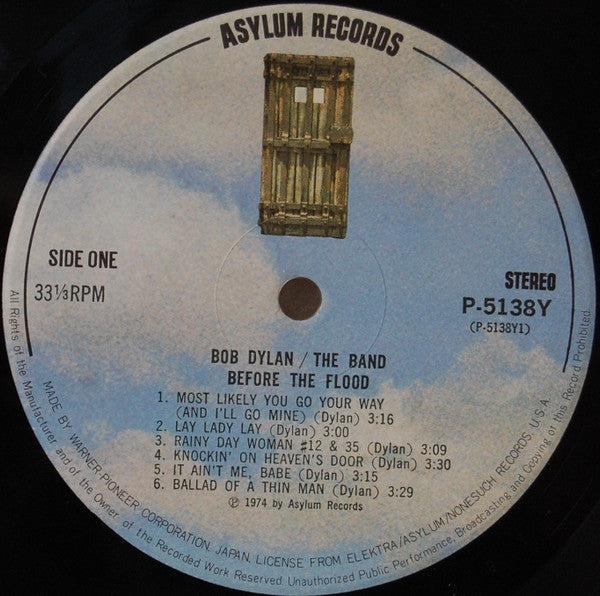 ASYLUM RECORDS
SIDE ONE
33⅓RPM
STEREO
P-5138Y
(P-5138Y1)
BOB DYLAN / THE BAND
BEFORE THE FLOOD
1. MOST LIKELY YOU GO YOUR WAY
(AND I'LL GO MINE) (Dylan) 3:16
2. LAY LADY LAY (Dylan) 3:00
3. RAINY DAY WOMAN #12 & 35 (Dylan) 3:09
4. KNOCKIN' ON HEAVEN'S DOOR (Dylan) 3:30
5. IT AIN'T ME, BABE (Dylan) 3:15
6. BALLAD OF A THIN MAN (Dylan) 3:29
℗ 1974 by Asylum Records
MADE BY WARNER-PIONEER CORPORATION, JAPAN, LICENSE FROM ELEKTRA/ASYLUM/NONESUCH RECORDS, U.S.A.
All Rights of the Manufacturer and of the Owner of the Recorded Work Reserved. Unauthorized Public Performance, Broadcasting and Copying of this Record Prohibited.